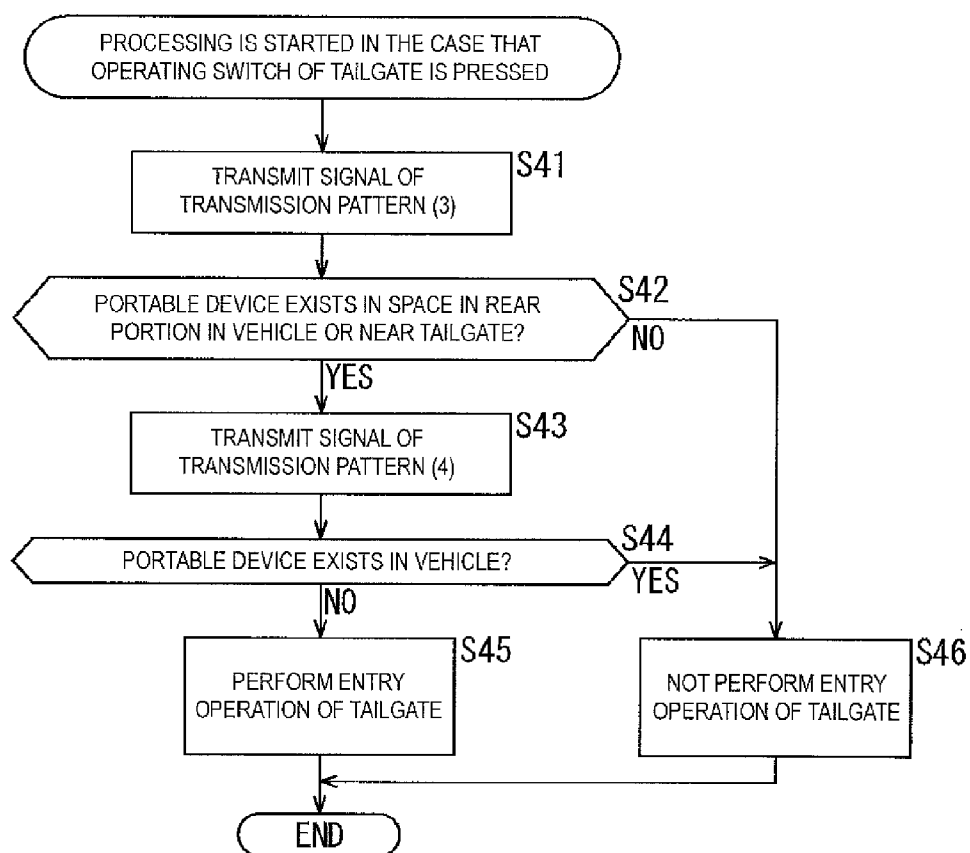 PROCESSING IS STARTED IN THE CASE THAT
OPERATING SWITCH OF TAILGATE IS PRESSED
S41
TRANSMIT SIGNAL OF
TRANSMISSION PATTERN (3)
S42
PORTABLE DEVICE EXISTS IN SPACE IN REAR
PORTION IN VEHICLE OR NEAR TAILGATE?
NO
YES
S43
TRANSMIT SIGNAL OF
TRANSMISSION PATTERN (4)
S44
PORTABLE DEVICE EXISTS IN VEHICLE?
YES
NO
S45
PERFORM ENTRY
OPERATION OF TAILGATE
S46
NOT PERFORM ENTRY
OPERATION OF TAILGATE
END